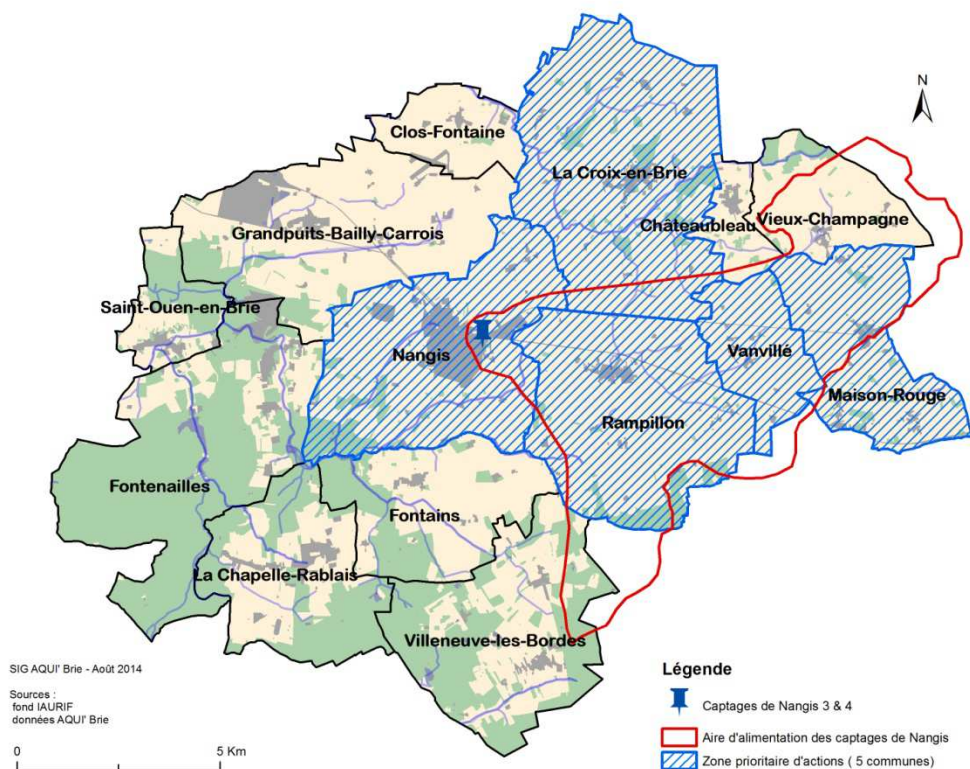 N
Clos-Fontaine
La Croix-en-Brie
Châteaubleau
Vieux-Champagne
Grandpuits-Bailly-Carrois
Saint-Ouen-en-Brie
Nangis
Vanvillé
Maison-Rouge
Rampillon
Fontenailles
Fontains
La Chapelle-Rablais
Villeneuve-les-Bordes
SIG AQUI' Brie - Août 2014
Sources :
fond IAURIF
données AQUI' Brie
0 5 Km
Légende
Captages de Nangis 3 & 4
Aire d'alimentation des captages de Nangis
Zone prioritaire d'actions ( 5 communes)